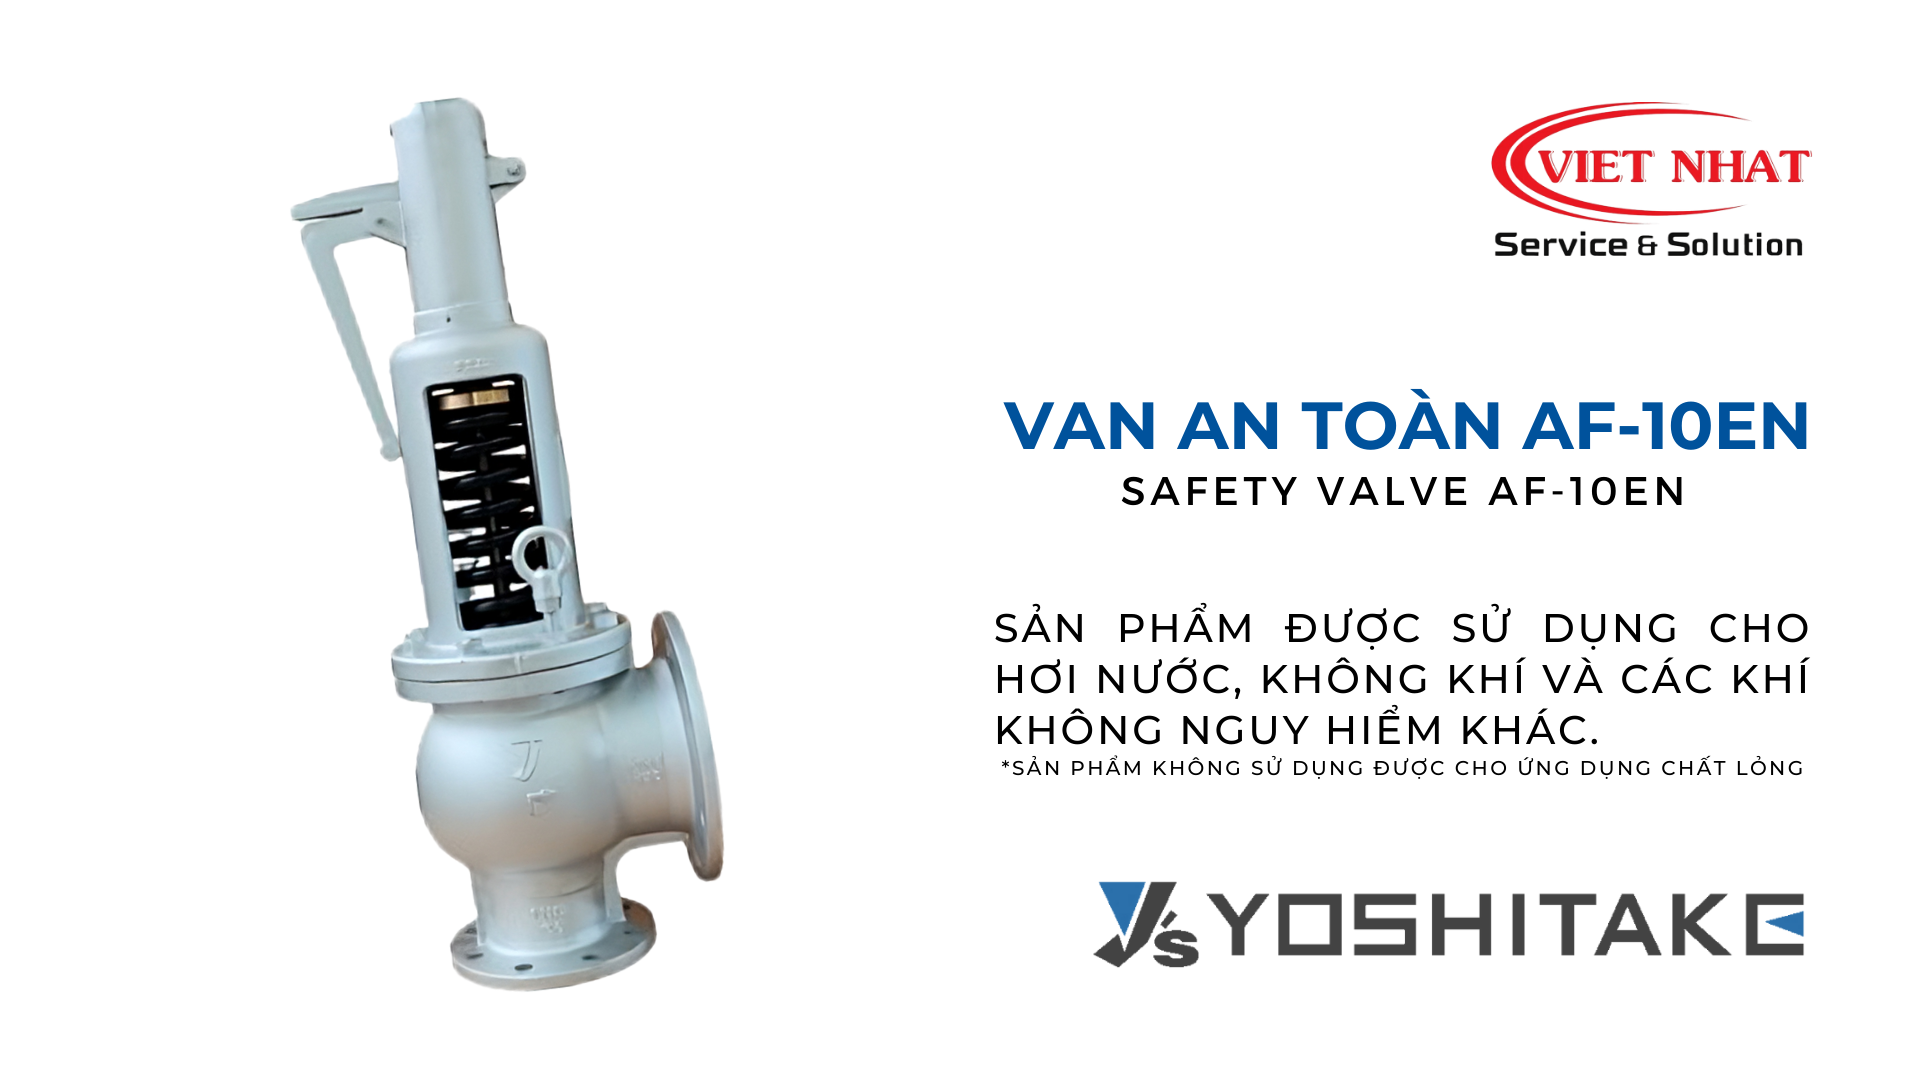 VIET NHAT
Service & Solution
VAN AN TOÀN AF-10EN
SAFETY VALVE AF-10EN
SẢN PHẨM ĐƯỢC SỬ DỤNG CHO
HƠI NƯỚC, KHÔNG KHÍ VÀ CÁC KHÍ
KHÔNG NGUY HIỂM KHÁC.
*SẢN PHẨM KHÔNG SỬ DỤNG ĐƯỢC CHO ỨNG DỤNG CHẤT LỎNG
Y's YOSHITAKE